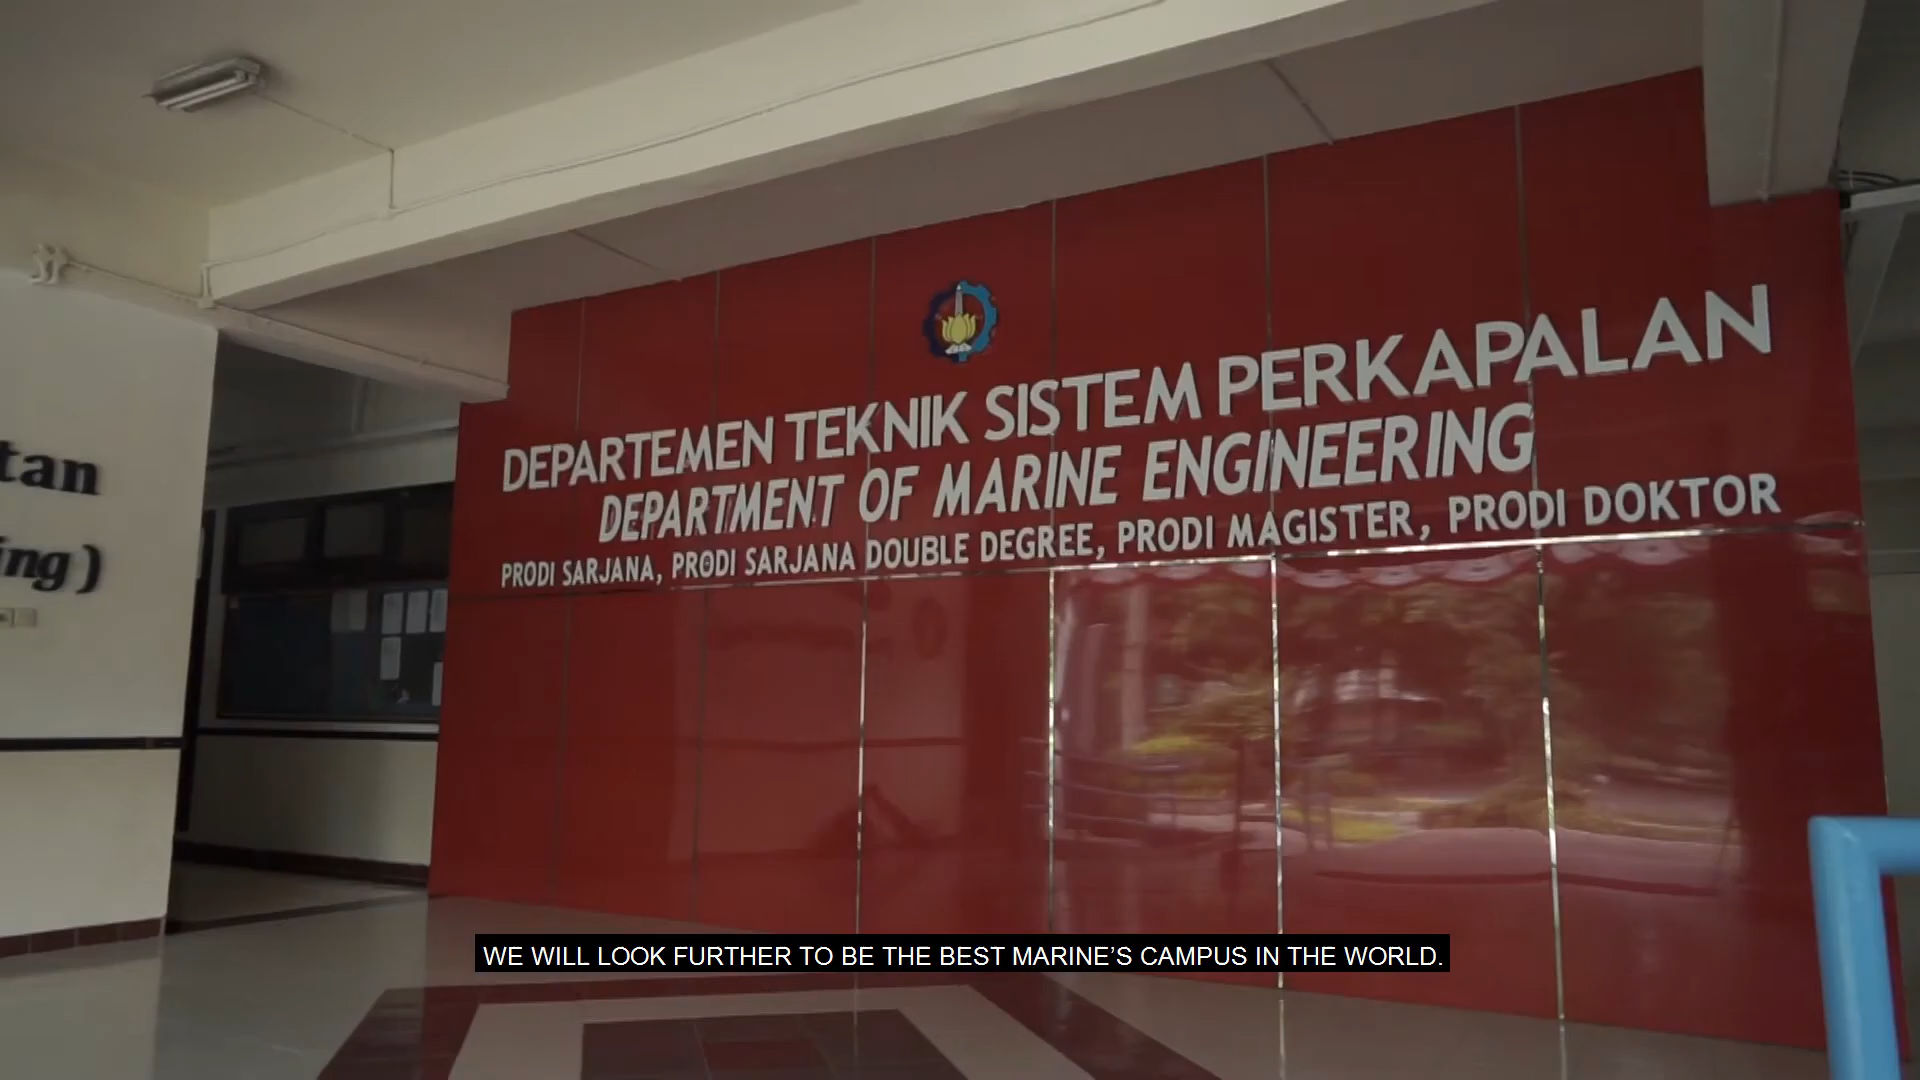 tan
ing )
DEPARTEMEN TEKNIK SISTEM PERKAPALAN
DEPARTMENT OF MARINE ENGINEERING
PRODI SARJANA, PRODI SARJANA DOUBLE DEGREE, PRODI MAGISTER, PRODI DOKTOR
WE WILL LOOK FURTHER TO BE THE BEST MARINE’S CAMPUS IN THE WORLD.